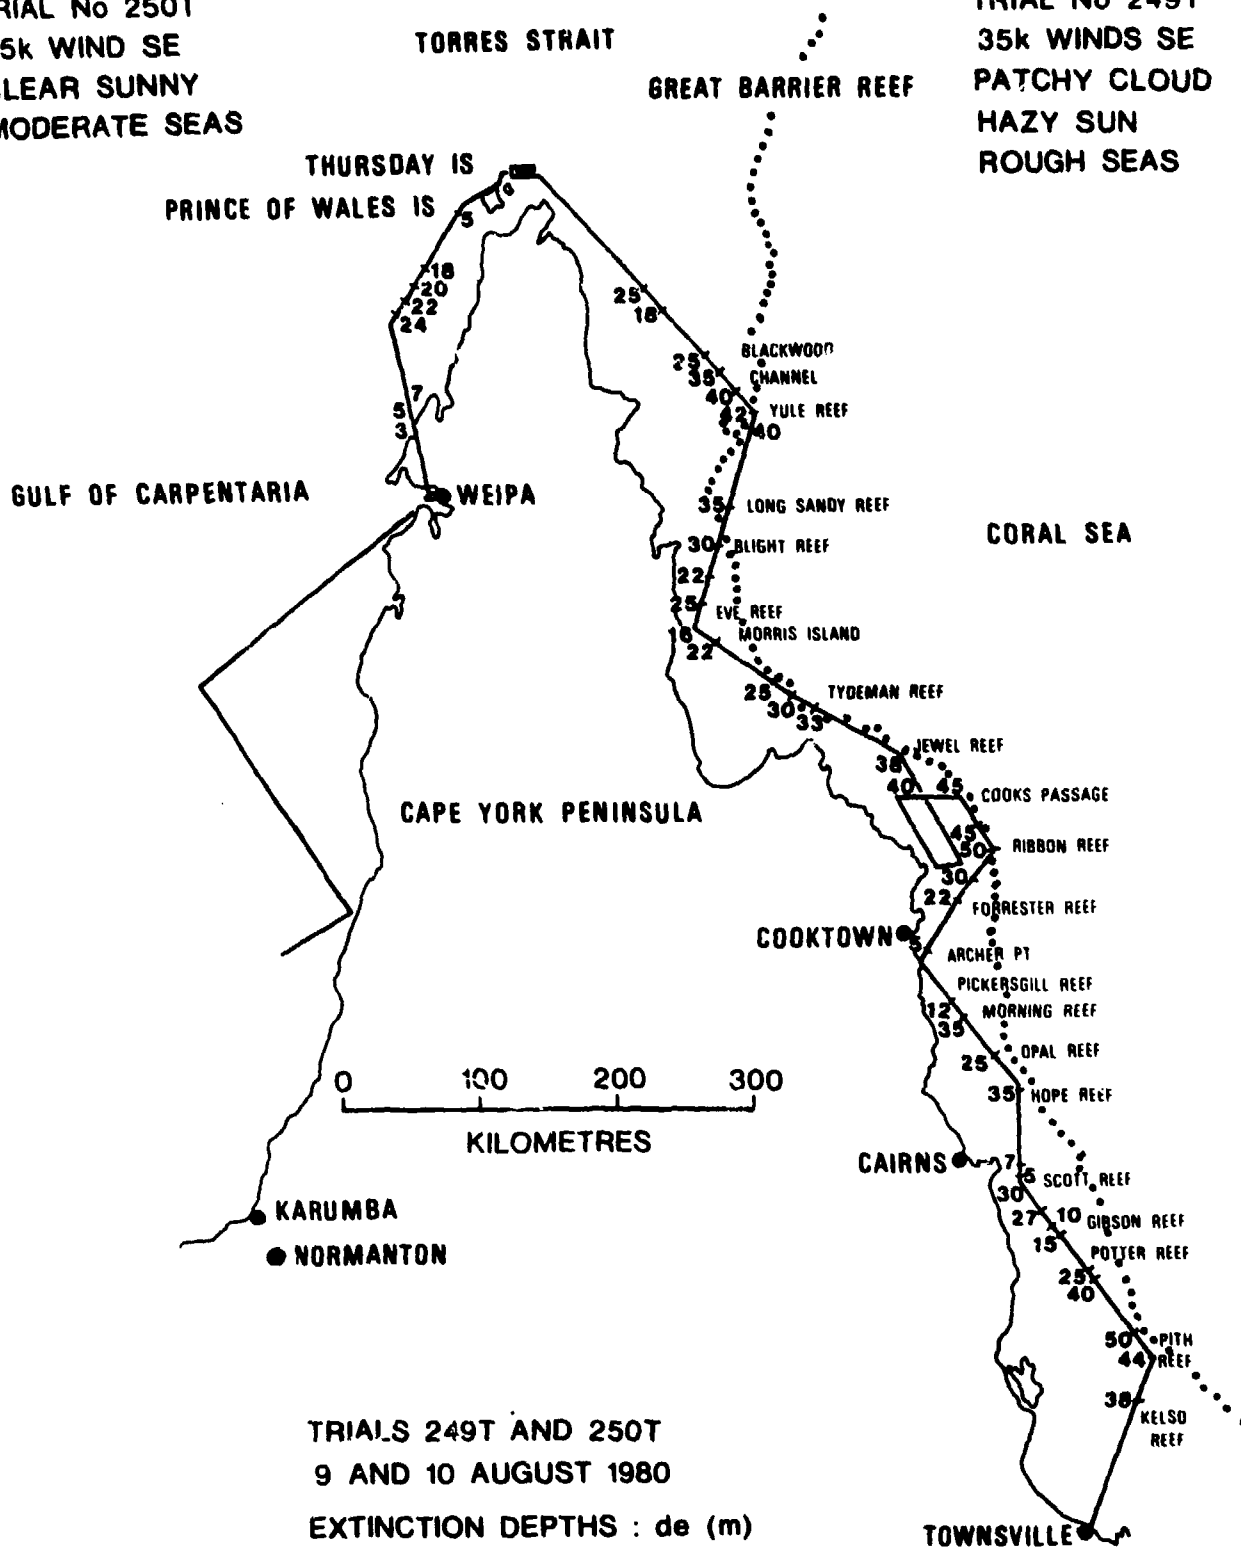 TRIAL No 250T
5k WIND SE
CLEAR SUNNY
MODERATE SEAS
TORRES STRAIT
GREAT BARRIER REEF
TRIAL No 249T
35k WINDS SE
PATCHY CLOUD
HAZY SUN
ROUGH SEAS
THURSDAY IS
PRINCE OF WALES IS
5
18
20
22
24
7
5
3
25
18
25
35
40
42
40
BLACKWOOD
CHANNEL
YULE REEF
GULF OF CARPENTARIA
WEIPA
35
LONG SANDY REEF
CORAL SEA
30
BLIGHT REEF
22
25
EVE REEF
16
MORRIS ISLAND
22
25
TYDEMAN REEF
30
33
JEWEL REEF
38
40
45
COOKS PASSAGE
CAPE YORK PENINSULA
45
50
RIBBON REEF
30
22
FORRESTER REEF
COOKTOWN
5
ARCHER PT
PICKERSGILL REEF
12
MORNING REEF
35
25
OPAL REEF
35
HOPE REEF
0 100 200 300
KILOMETRES
CAIRNS
7
5
SCOTT REEF
30
27
10
GIBSON REEF
15
POTTER REEF
25
40
KARUMBA
NORMANTON
50
PITH
44
REEF
38
KELSO
REEF
TRIALS 249T AND 250T
9 AND 10 AUGUST 1980
EXTINCTION DEPTHS : de (m)
TOWNSVILLE